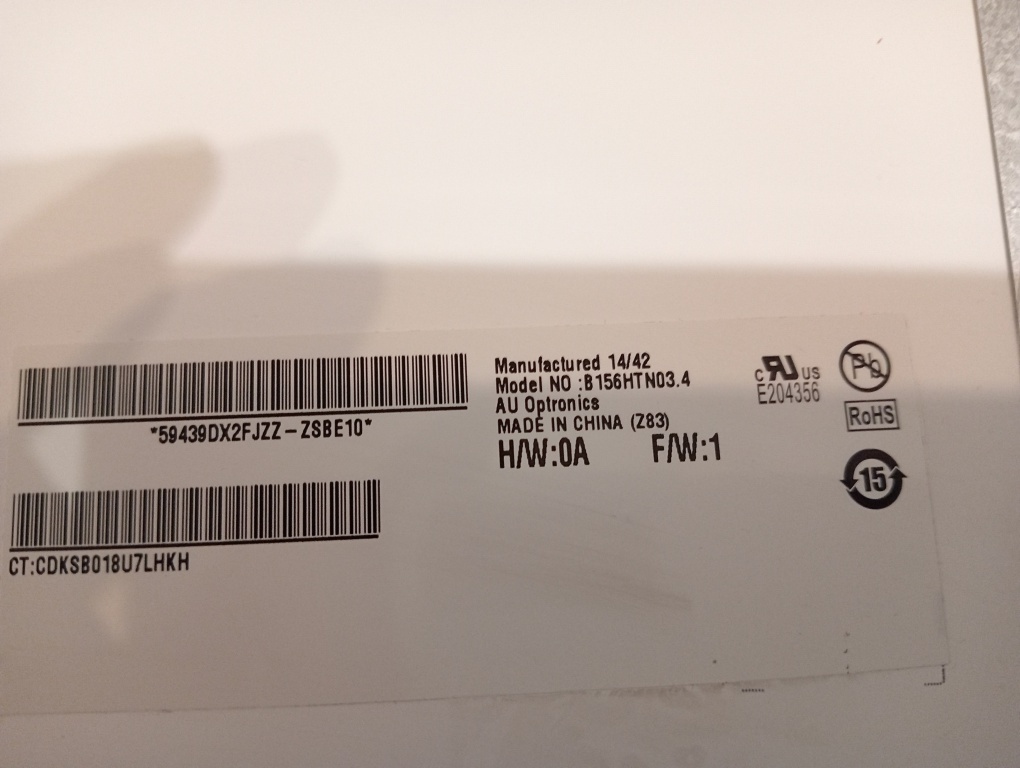 *59439DX2FJZZ-ZSBE10*
CT:CDKSB018U7LHKH
Manufactured 14/42
Model NO :B156HTN03.4
AU Optronics
MADE IN CHINA (Z83)
H/W:0A F/W:1
c RU US
E204356
Pb
RoHS
15